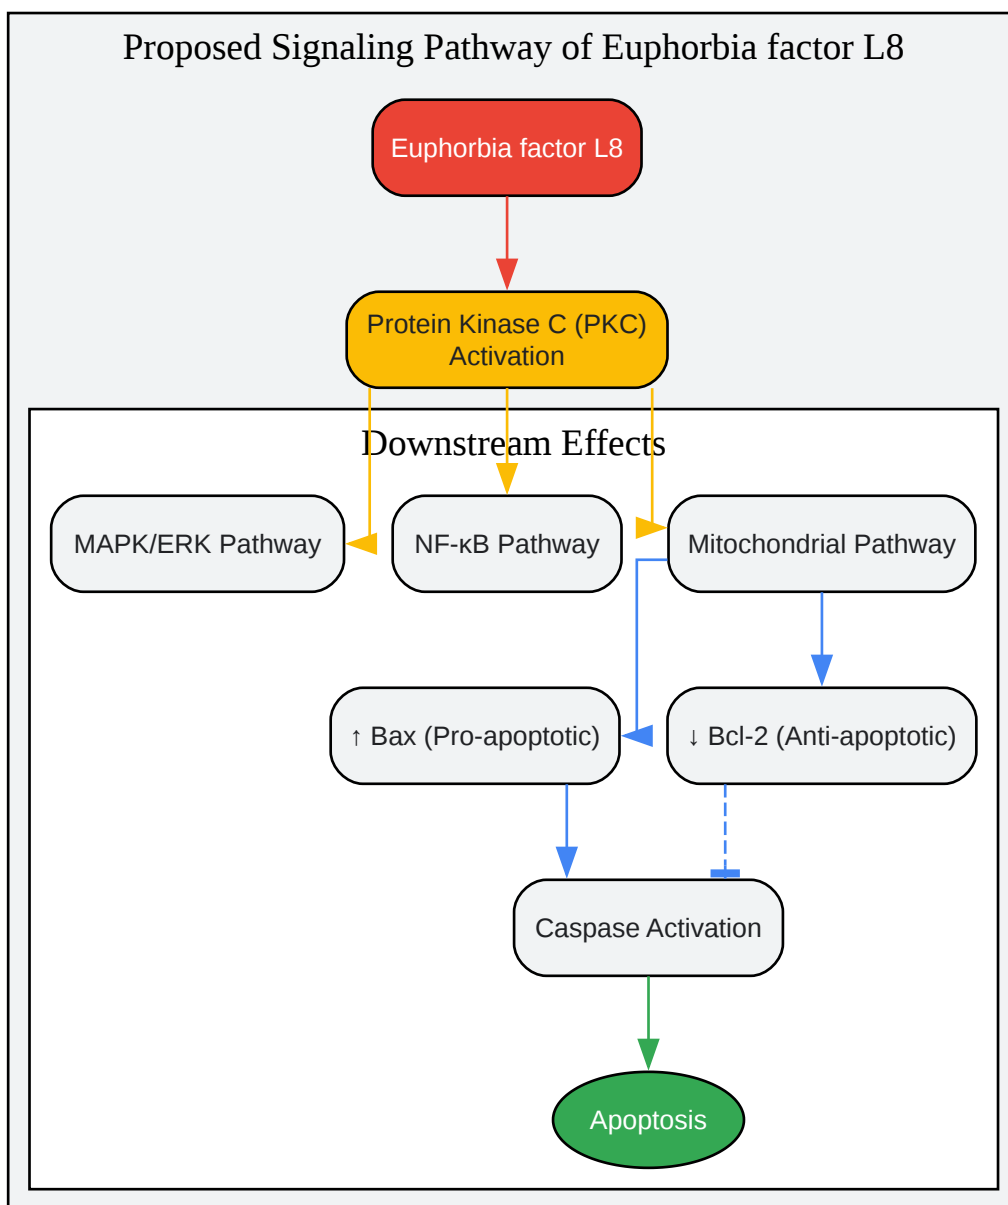 Proposed Signaling Pathway of Euphorbia factor L8
Euphorbia factor L8
Protein Kinase C (PKC)
Activation
Downstream Effects
MAPK/ERK Pathway
NF-κB Pathway
Mitochondrial Pathway
↑ Bax (Pro-apoptotic)
↓ Bcl-2 (Anti-apoptotic)
Caspase Activation
Apoptosis